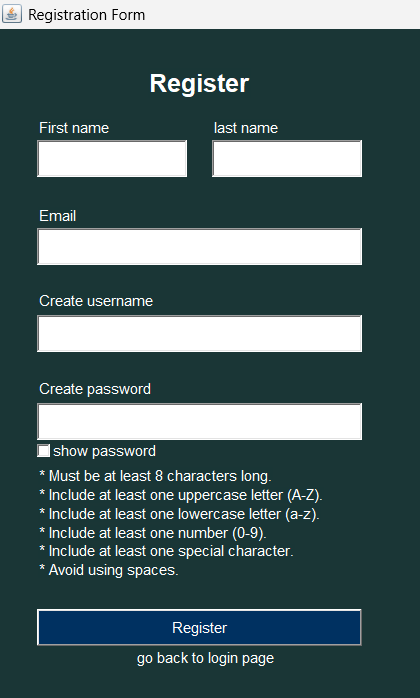 Registration Form
Register
First name
last name
Email
Create username
Create password
show password
* Must be at least 8 characters long.
* Include at least one uppercase letter (A-Z).
* Include at least one lowercase letter (a-z).
* Include at least one number (0-9).
* Include at least one special character.
* Avoid using spaces.
Register
go back to login page